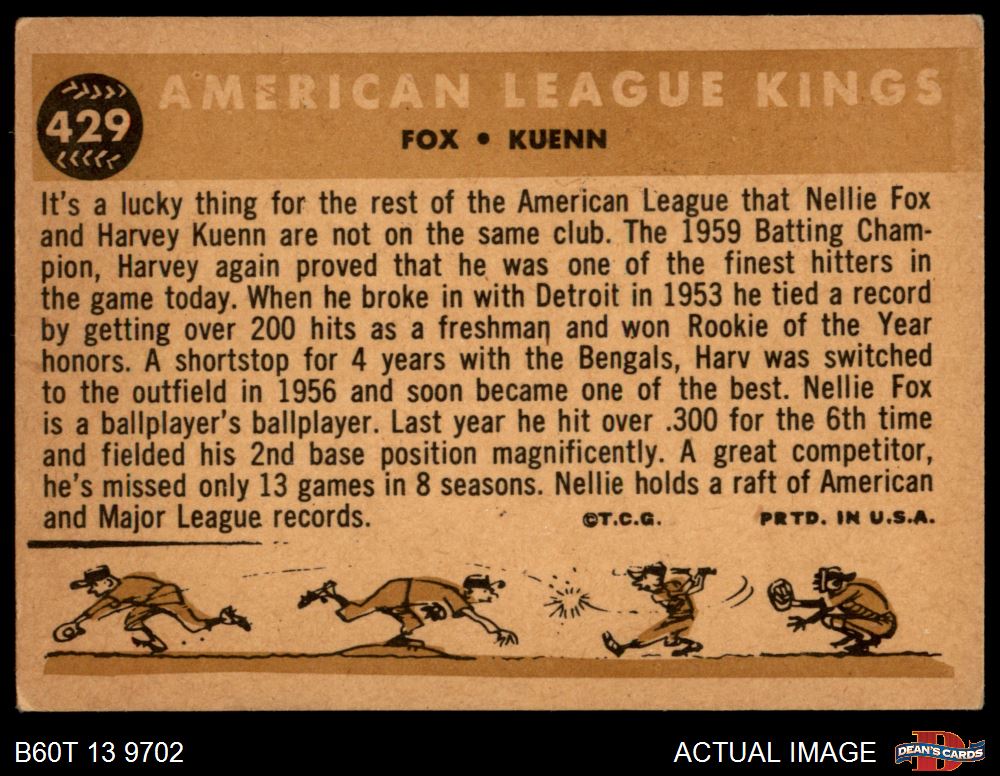 429
AMERICAN LEAGUE KINGS
FOX • KUENN
It's a lucky thing for the rest of the American League that Nellie Fox
and Harvey Kuenn are not on the same club. The 1959 Batting Cham-
pion, Harvey again proved that he was one of the finest hitters in
the game today. When he broke in with Detroit in 1953 he tied a record
by getting over 200 hits as a freshman and won Rookie of the Year
honors. A shortstop for 4 years with the Bengals, Harv was switched
to the outfield in 1956 and soon became one of the best. Nellie Fox
is a ballplayer's ballplayer. Last year he hit over .300 for the 6th time
and fielded his 2nd base position magnificently. A great competitor,
he's missed only 13 games in 8 seasons. Nellie holds a raft of American
and Major League records. ©T.C.G. PRTD. IN U.S.A.
B60T 13 9702 ACTUAL IMAGE D DEAN'S CARDS